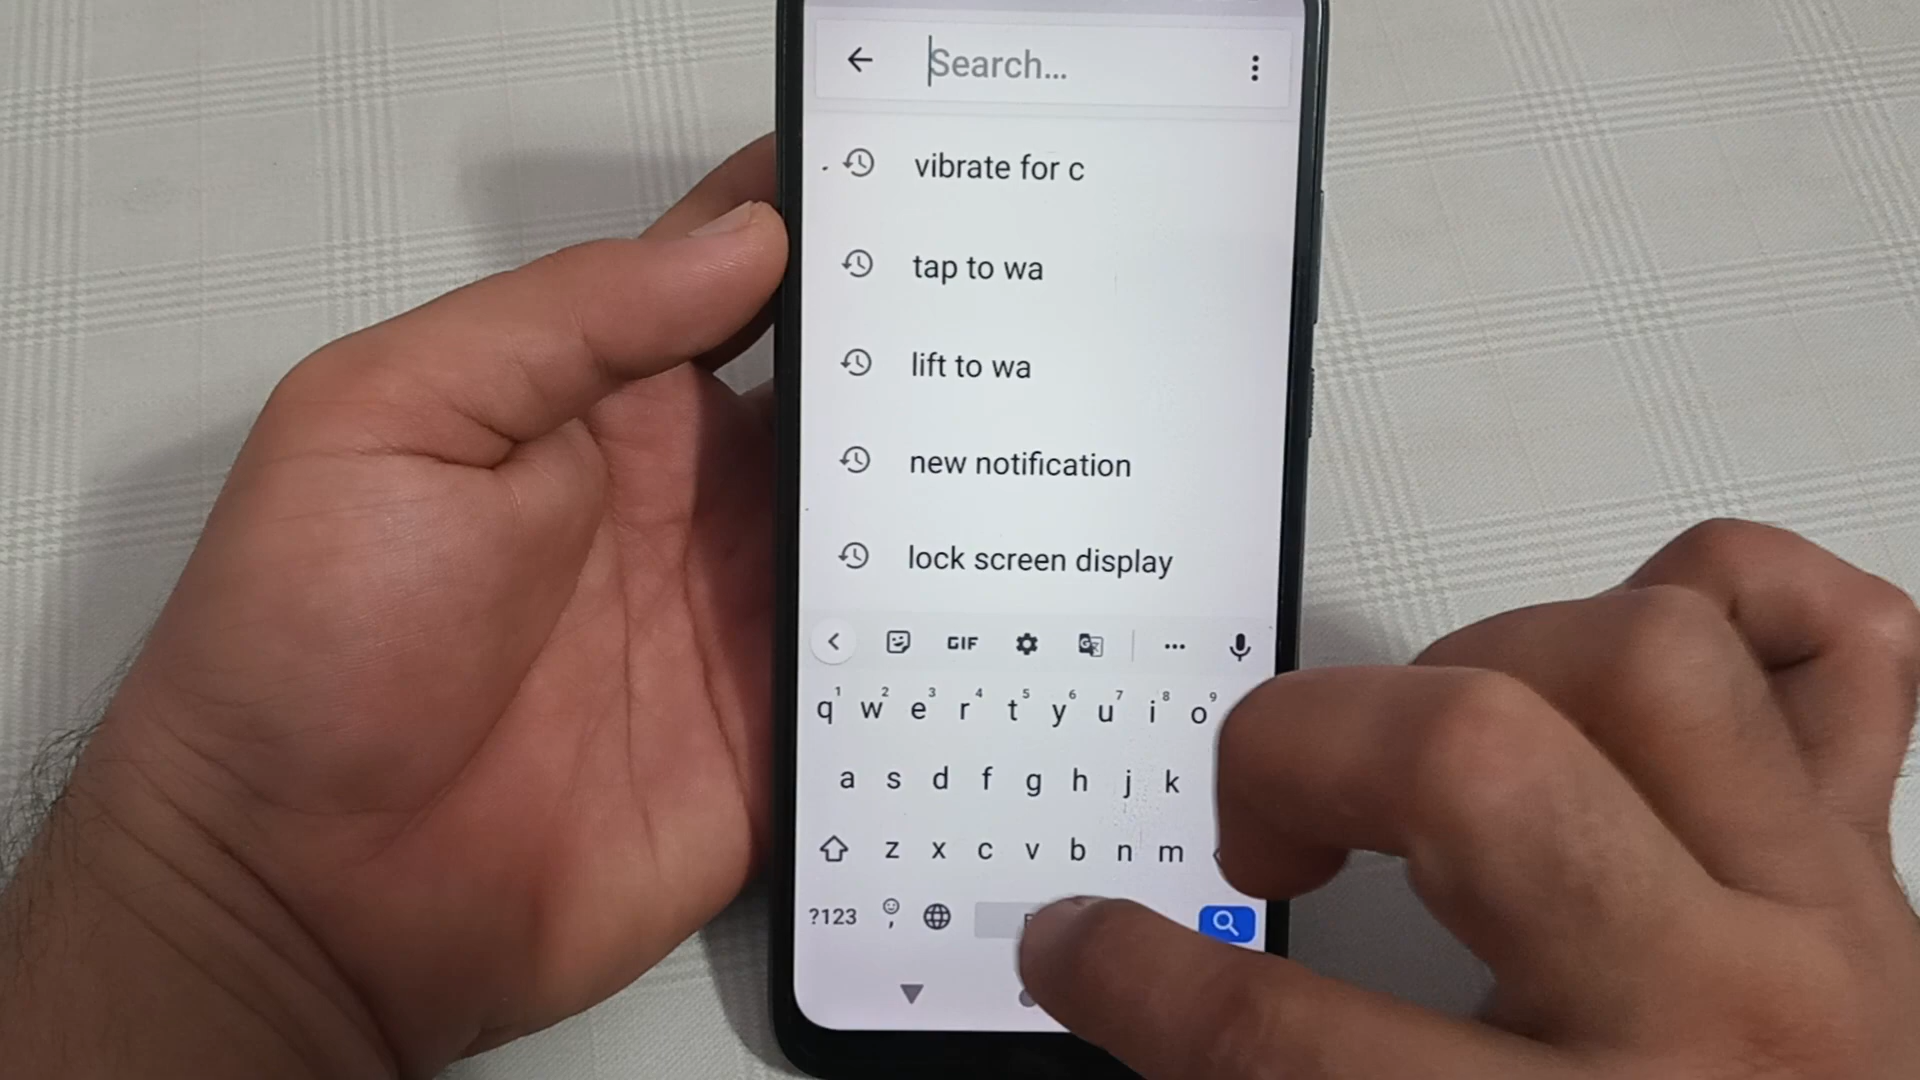 Search...
vibrate for c
tap to wa
lift to wa
new notification
lock screen display
GIF
1 2 3 4 5 6 7 8 9
q w e r t y u i o
a s d f g h j k
z x c v b n m
?123 ,